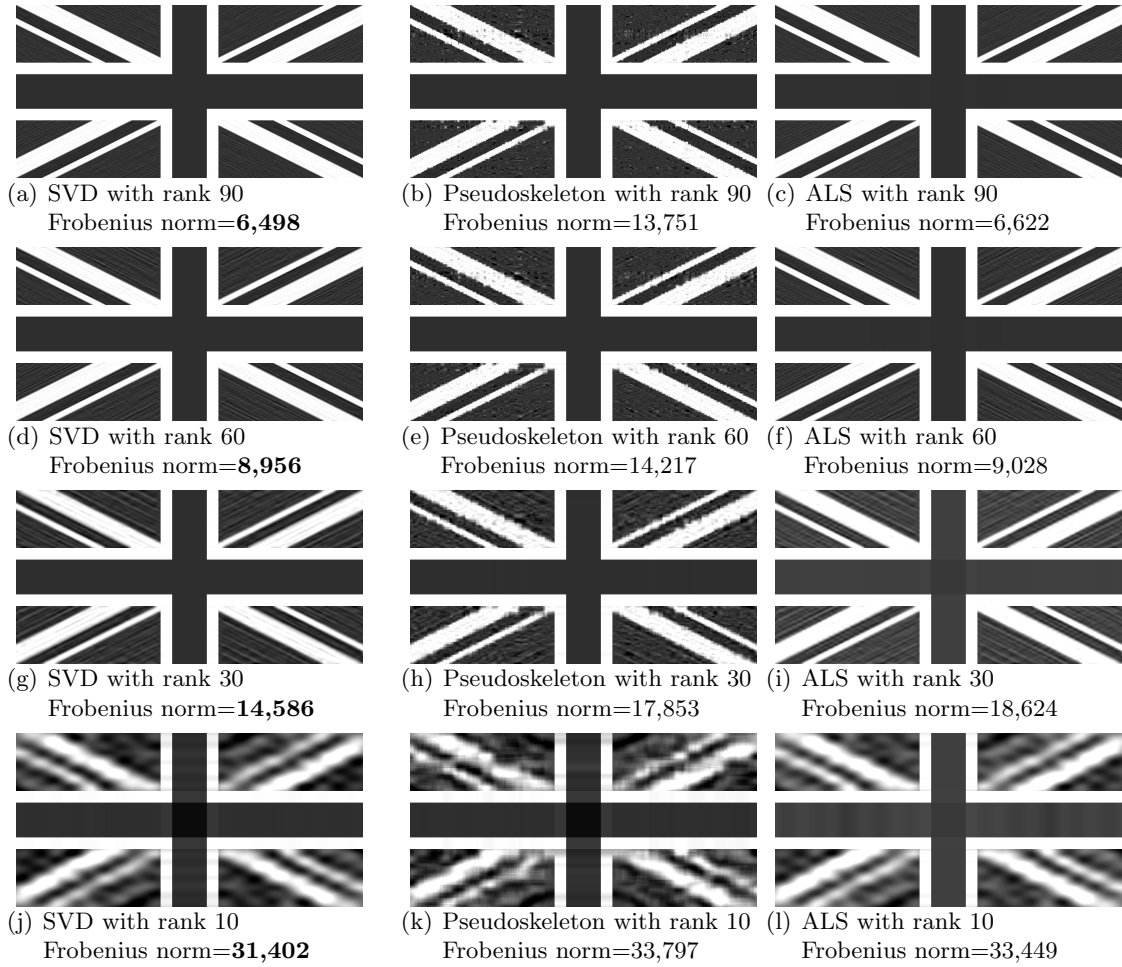 (a) SVD with rank 90
Frobenius norm=6,498
(b) Pseudoskeleton with rank 90
Frobenius norm=13,751
(c) ALS with rank 90
Frobenius norm=6,622
(d) SVD with rank 60
Frobenius norm=8,956
(e) Pseudoskeleton with rank 60
Frobenius norm=14,217
(f) ALS with rank 60
Frobenius norm=9,028
(g) SVD with rank 30
Frobenius norm=14,586
(h) Pseudoskeleton with rank 30
Frobenius norm=17,853
(i) ALS with rank 30
Frobenius norm=18,624
(j) SVD with rank 10
Frobenius norm=31,402
(k) Pseudoskeleton with rank 10
Frobenius norm=33,797
(l) ALS with rank 10
Frobenius norm=33,449